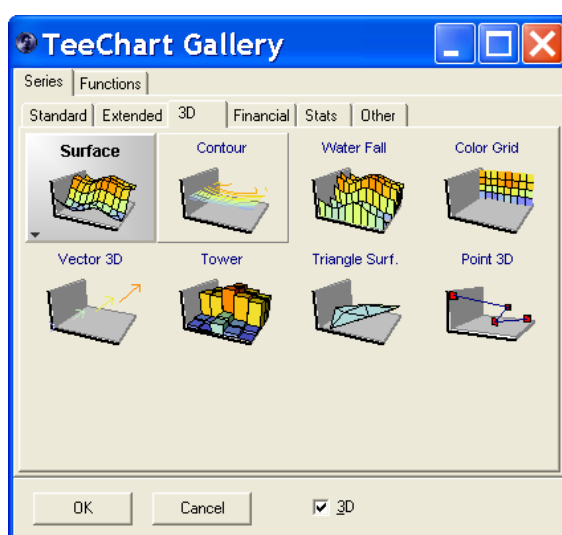 TeeChart Gallery
Series Functions
Standard Extended 3D Financial Stats Other
Surface Contour Water Fall Color Grid
Vector 3D Tower Triangle Surf. Point 3D
OK Cancel 3D